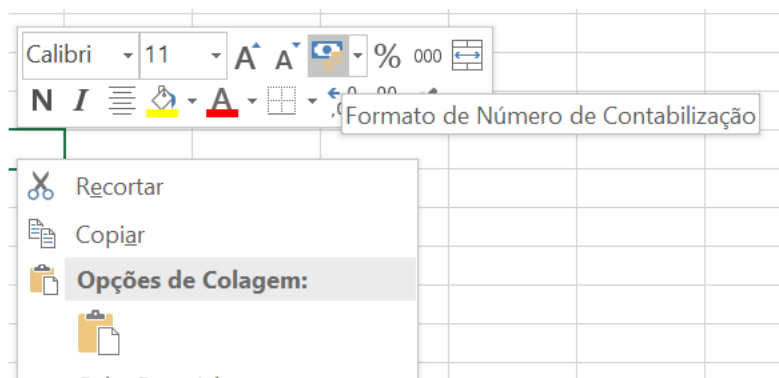 Calibri 11 A A % 000
N I A
Formato de Número de Contabilização
Recortar
Copiar
Opções de Colagem: